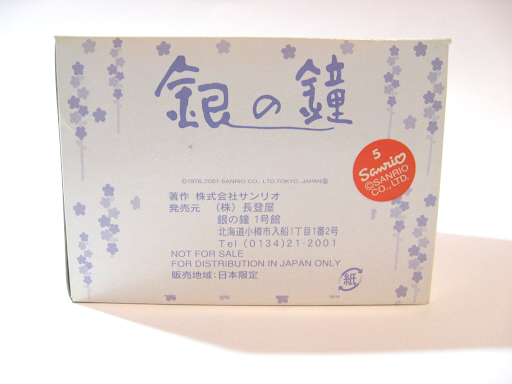 銀の鐘
5
Sanrio
©SANRIO
CO., LTD.
©1976, 2001 SANRIO CO., LTD.TOKYO, JAPAN
著作 株式会社サンリオ
発売元 (株)長登屋
銀の鐘 1号館
北海道小樽市入船1丁目1番2号
Tel (0134)21-2001
NOT FOR SALE
FOR DISTRIBUTION IN JAPAN ONLY
販売地域:日本限定
紙